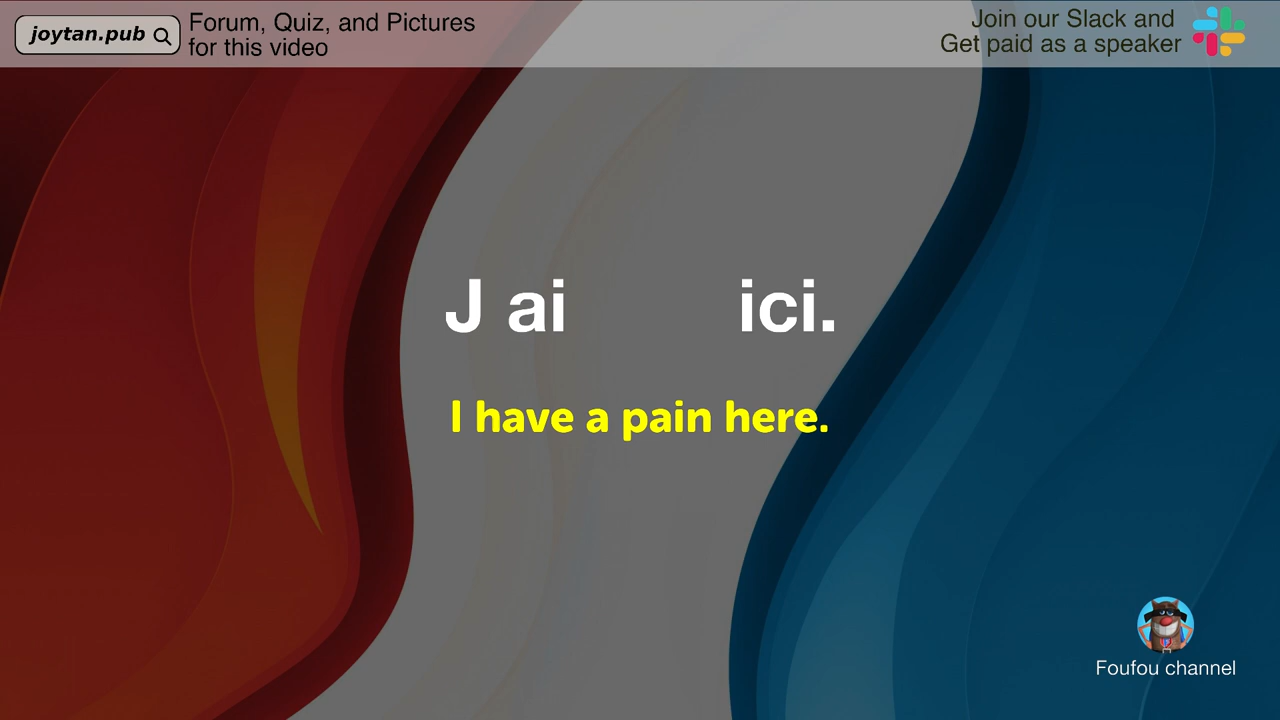 joytan.pub
Forum, Quiz, and Pictures
for this video
Join our Slack and
Get paid as a speaker
J ai ici.
I have a pain here.
Foufou channel